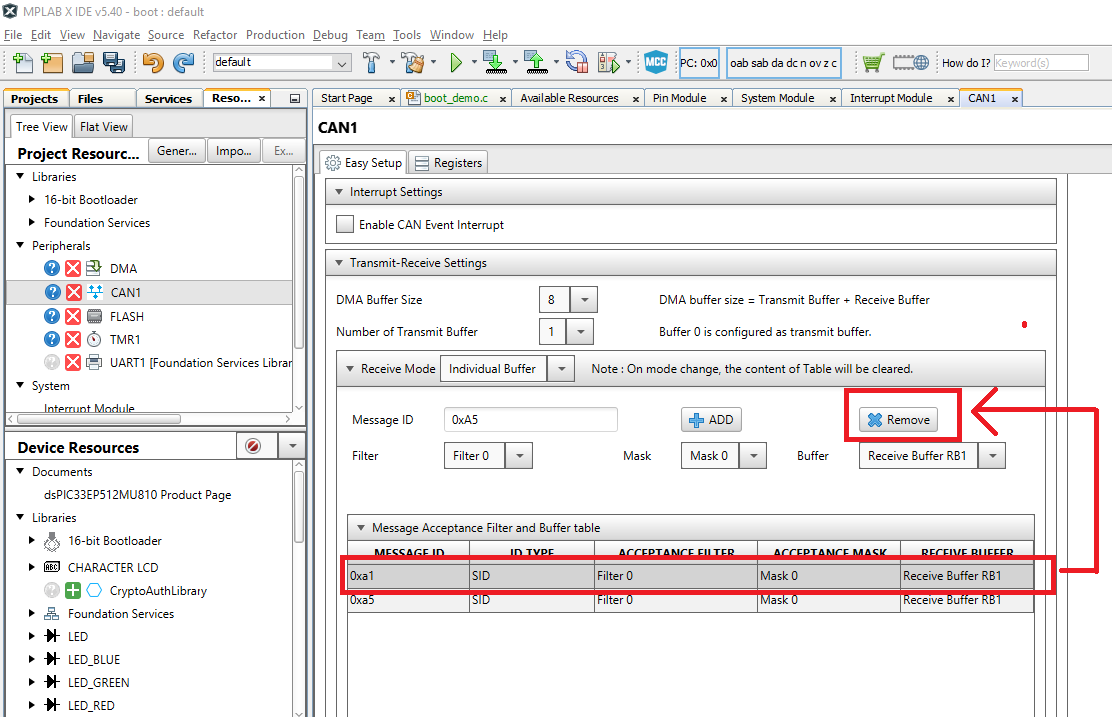 MPLAB X IDE v5.40 - boot : default
File Edit View Navigate Source Refactor Production Debug Team Tools Window Help
default
MCC
PC: 0x0
oab sab da dc n ov z c
How do I?
Keyword(s)
Projects
Files
Services
Reso... ×
Start Page
boot_demo.c
Available Resources
Pin Module
System Module
Interrupt Module
CAN1
Tree View
Flat View
Project Resourc...
Gener...
Impo...
Ex...
Libraries
16-bit Bootloader
Foundation Services
Peripherals
DMA
CAN1
FLASH
TMR1
UART1 [Foundation Services Librar
System
Interrupt Module
Device Resources
Documents
dsPIC33EP512MU810 Product Page
Libraries
16-bit Bootloader
ABC
CHARACTER LCD
CryptoAuthLibrary
Foundation Services
LED
LED_BLUE
LED_GREEN
LED_RED
CAN1
Easy Setup
Registers
Interrupt Settings
Enable CAN Event Interrupt
Transmit-Receive Settings
DMA Buffer Size
8
DMA buffer size = Transmit Buffer + Receive Buffer
Number of Transmit Buffer
1
Buffer 0 is configured as transmit buffer.
Receive Mode
Individual Buffer
Note : On mode change, the content of Table will be cleared.
Message ID
0xA5
ADD
Remove
Filter
Filter 0
Mask
Mask 0
Buffer
Receive Buffer RB1
Message Acceptance Filter and Buffer table
MESSAGE ID
ID TYPE
ACCEPTANCE FILTER
ACCEPTANCE MASK
RECEIVE BUFFER
0xa1
SID
Filter 0
Mask 0
Receive Buffer RB1
0xa5
SID
Filter 0
Mask 0
Receive Buffer RB1